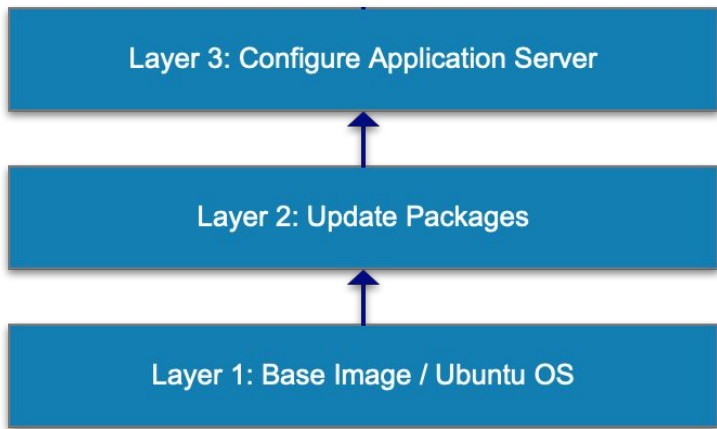 Layer 3: Configure Application Server
Layer 2: Update Packages
Layer 1: Base Image / Ubuntu OS